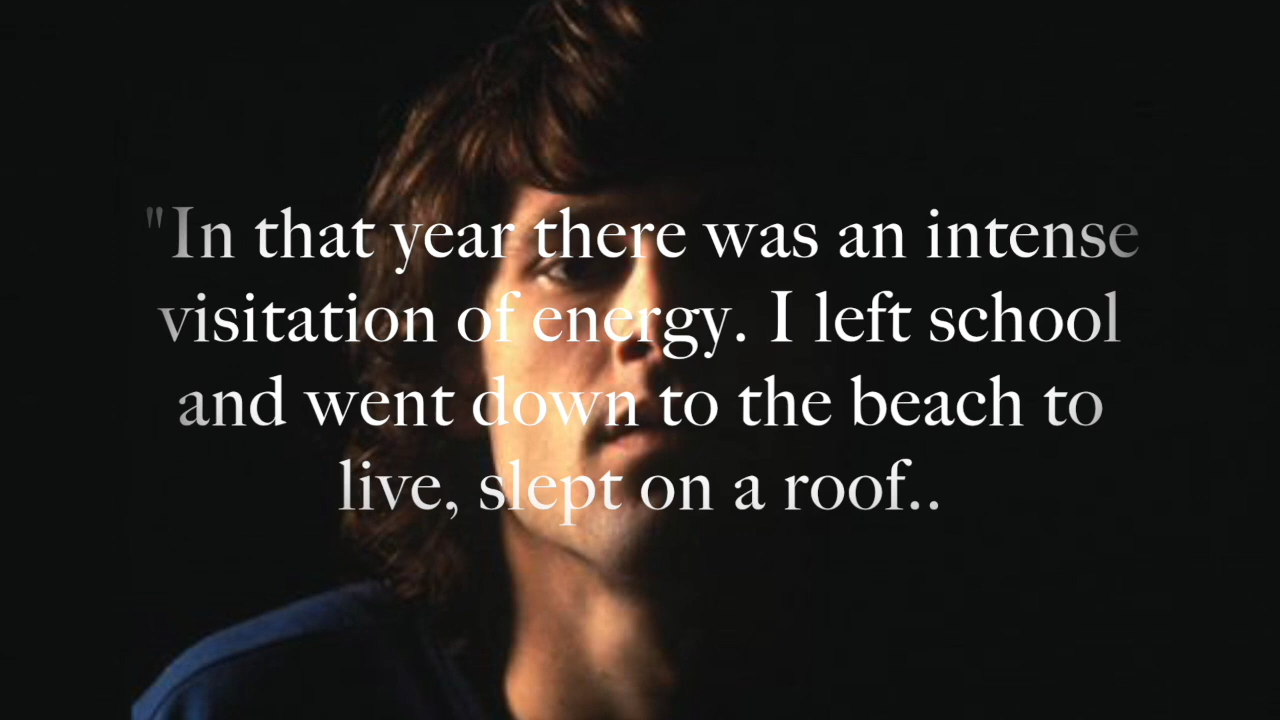 "In that year there was an intense
visitation of energy. I left school
and went down to the beach to
live, slept on a roof..